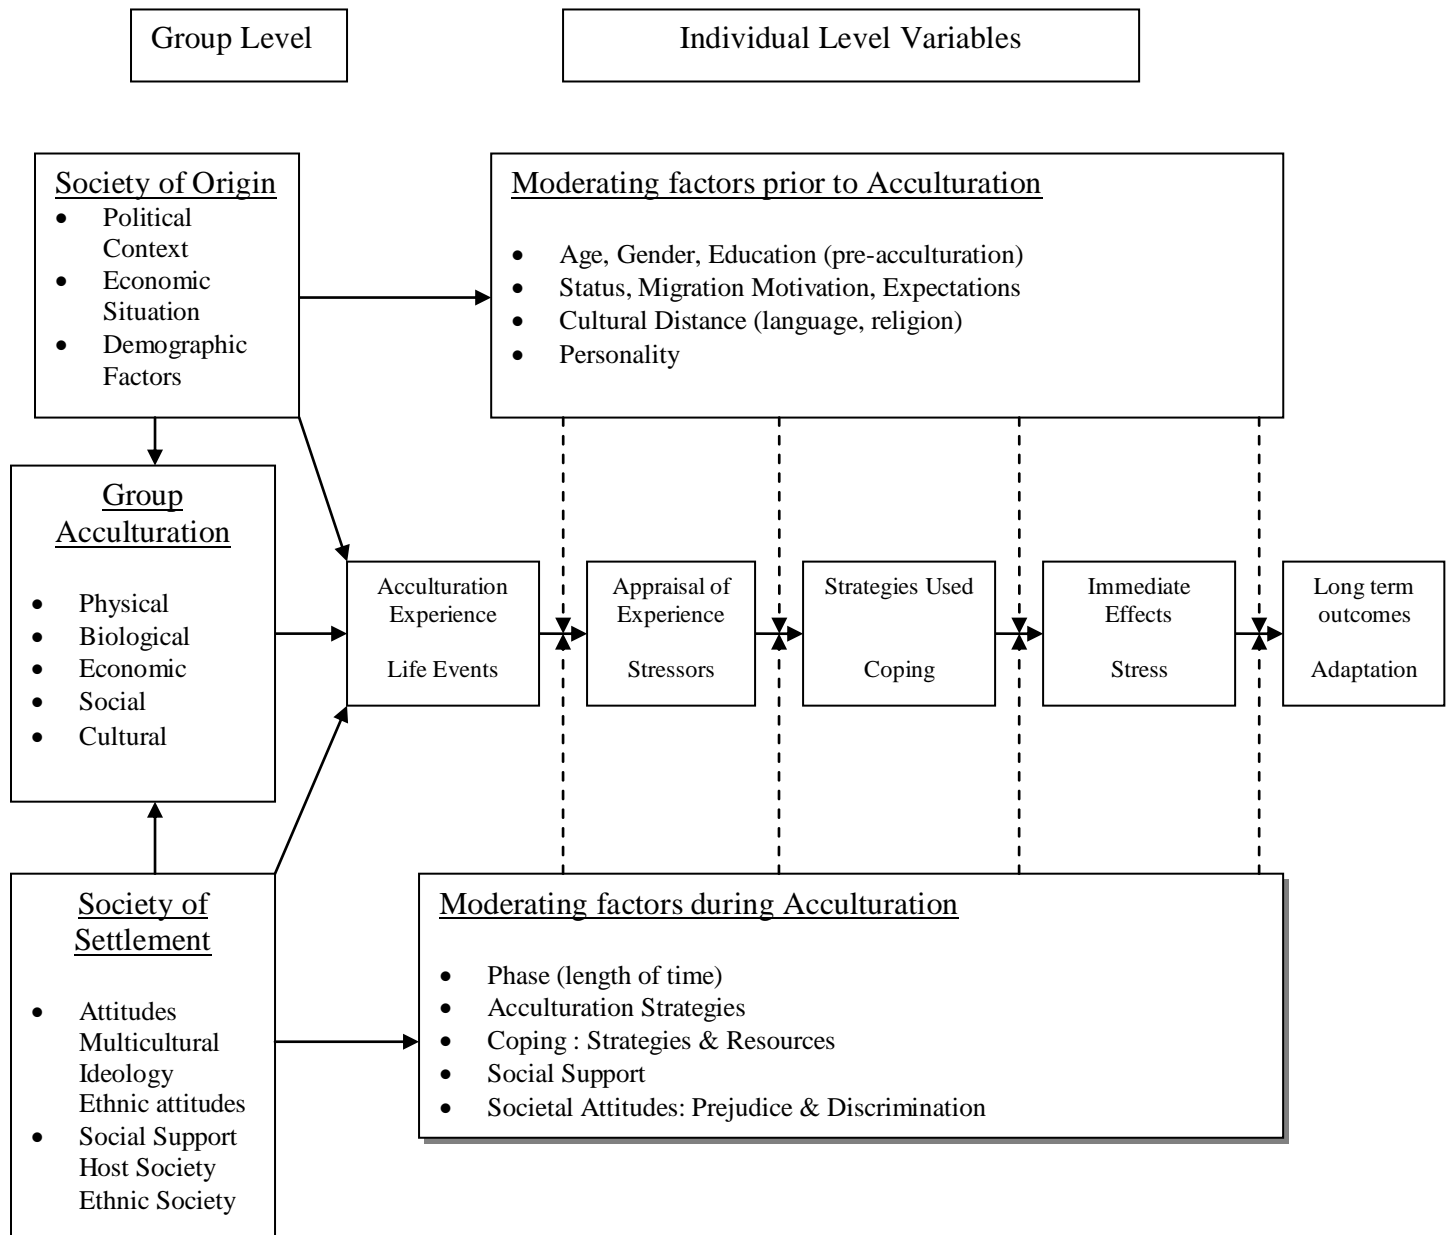 Group Level
Individual Level Variables
Society of Origin
• Political
Context
• Economic
Situation
• Demographic
Factors
Moderating factors prior to Acculturation
• Age, Gender, Education (pre-acculturation)
• Status, Migration Motivation, Expectations
• Cultural Distance (language, religion)
• Personality
Group
Acculturation
• Physical
• Biological
• Economic
• Social
• Cultural
Acculturation
Experience
Life Events
Appraisal of
Experience
Stressors
Strategies Used
Coping
Immediate
Effects
Stress
Long term
outcomes
Adaptation
Society of
Settlement
• Attitudes
Multicultural
Ideology
Ethnic attitudes
• Social Support
Host Society
Ethnic Society
Moderating factors during Acculturation
• Phase (length of time)
• Acculturation Strategies
• Coping : Strategies & Resources
• Social Support
• Societal Attitudes: Prejudice & Discrimination